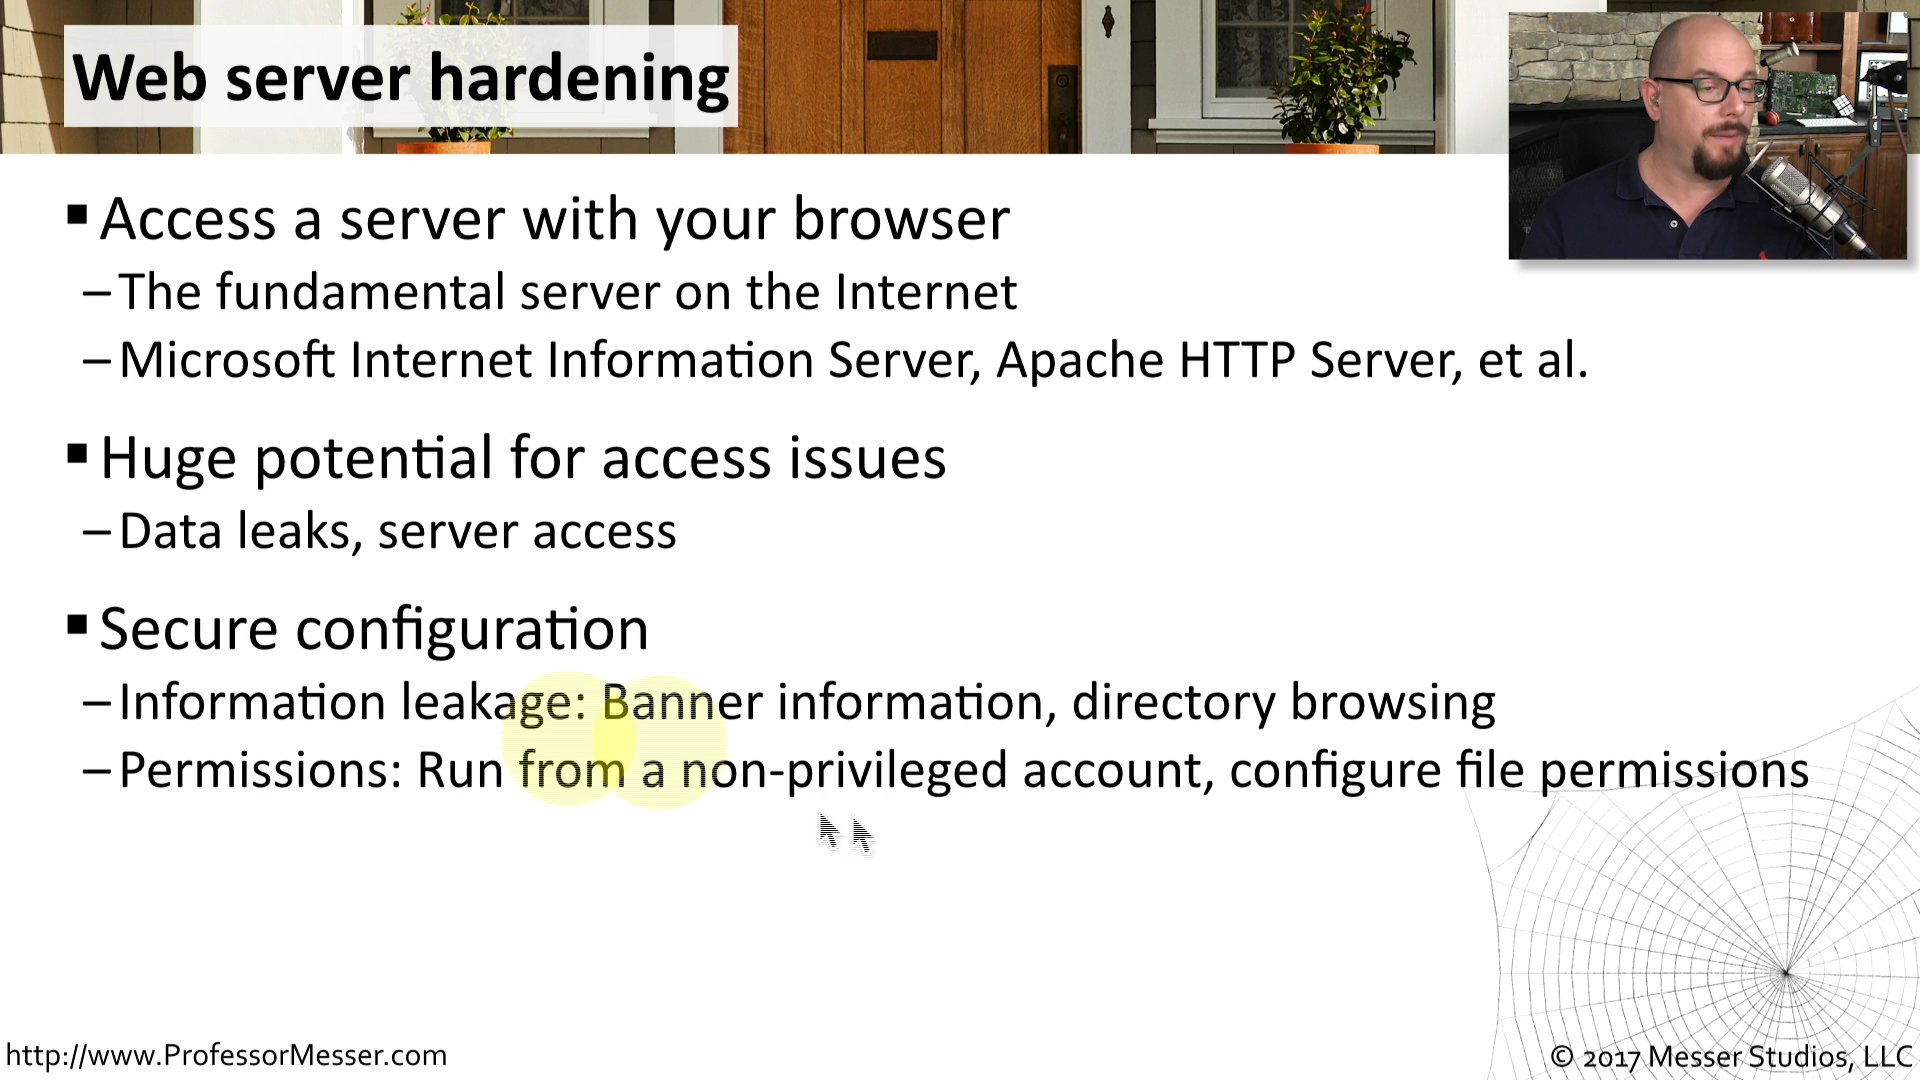 Web server hardening
▪ Access a server with your browser
– The fundamental server on the Internet
– Microsoft Internet Information Server, Apache HTTP Server, et al.
▪ Huge potential for access issues
– Data leaks, server access
▪ Secure configuration
– Information leakage: Banner information, directory browsing
– Permissions: Run from a non-privileged account, configure file permissions
http://www.ProfessorMesser.com
© 2017 Messer Studios, LLC